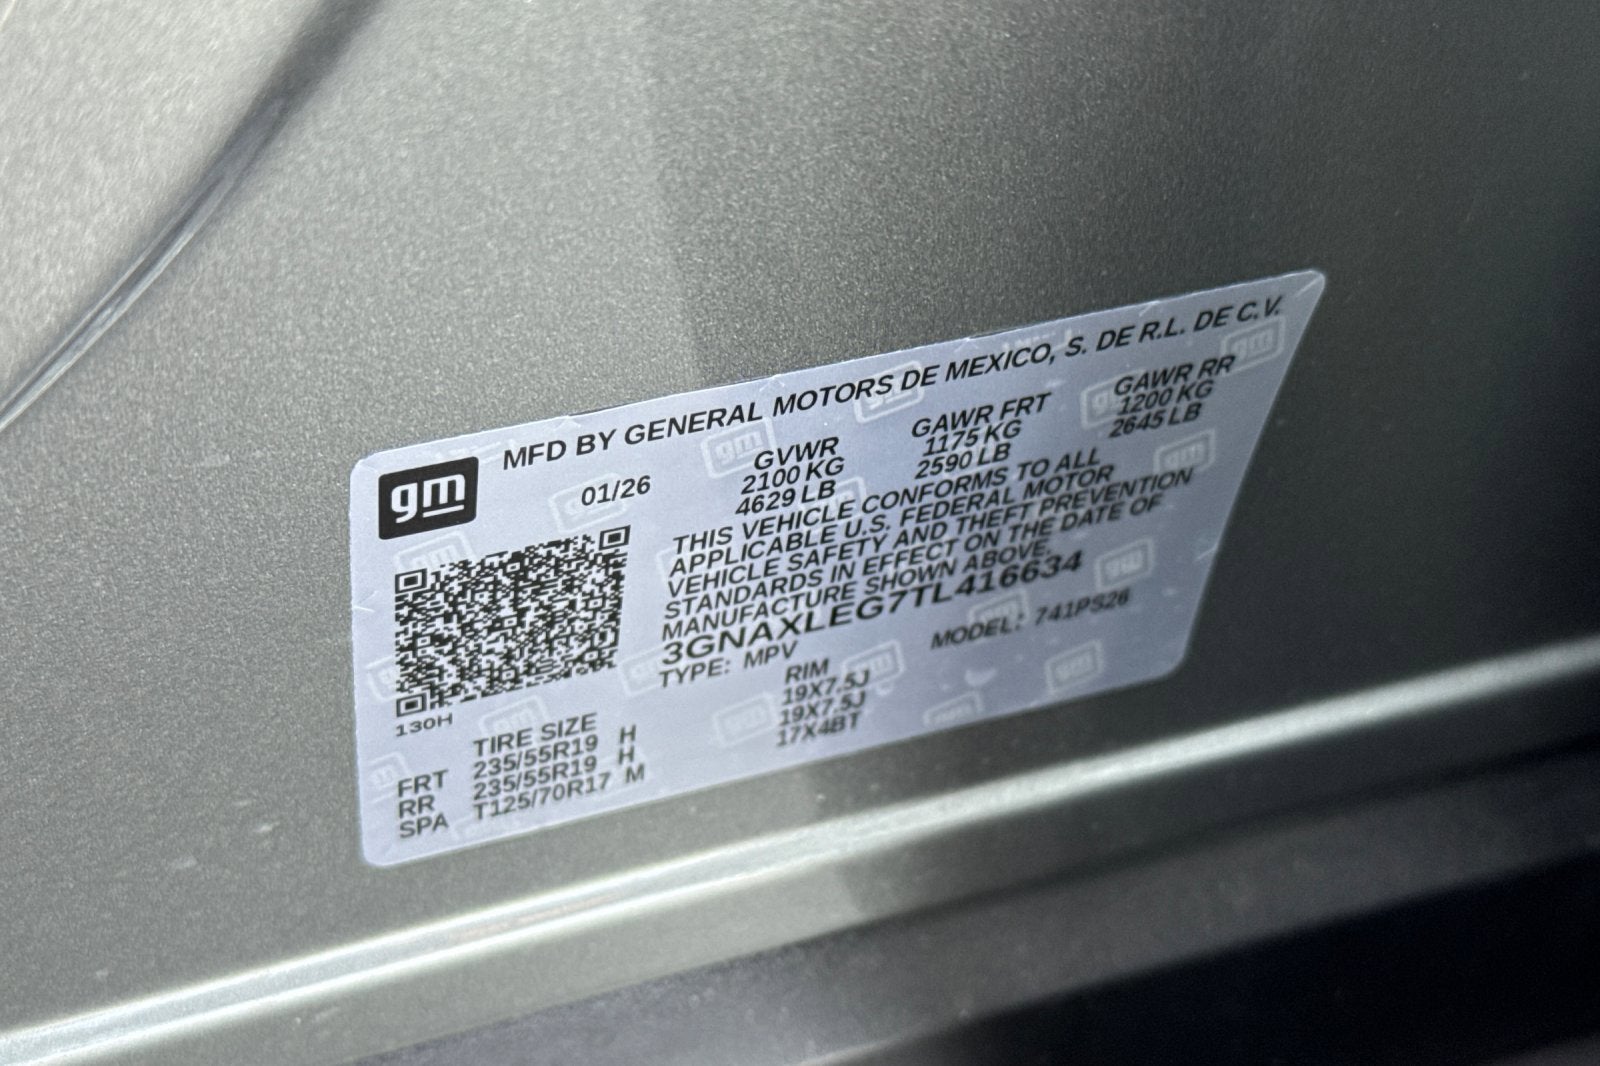 MFD BY GENERAL MOTORS DE MEXICO, S. DE R.L. DE C.V.
gm
01/26
GVWR GAWR FRT GAWR RR
2100 KG 1175 KG 1200 KG
4629 LB 2590 LB 2645 LB
THIS VEHICLE CONFORMS TO ALL
APPLICABLE U.S. FEDERAL MOTOR
VEHICLE SAFETY AND THEFT PREVENTION
STANDARDS IN EFFECT ON THE DATE OF
MANUFACTURE SHOWN ABOVE.
3GNAXLEG7TL416634
TYPE: MPV MODEL: 741PS26
130H
TIRE SIZE RIM
FRT 235/55R19 H 19X7.5J
RR 235/55R19 H 19X7.5J
SPA T125/70R17 M 17X4BT